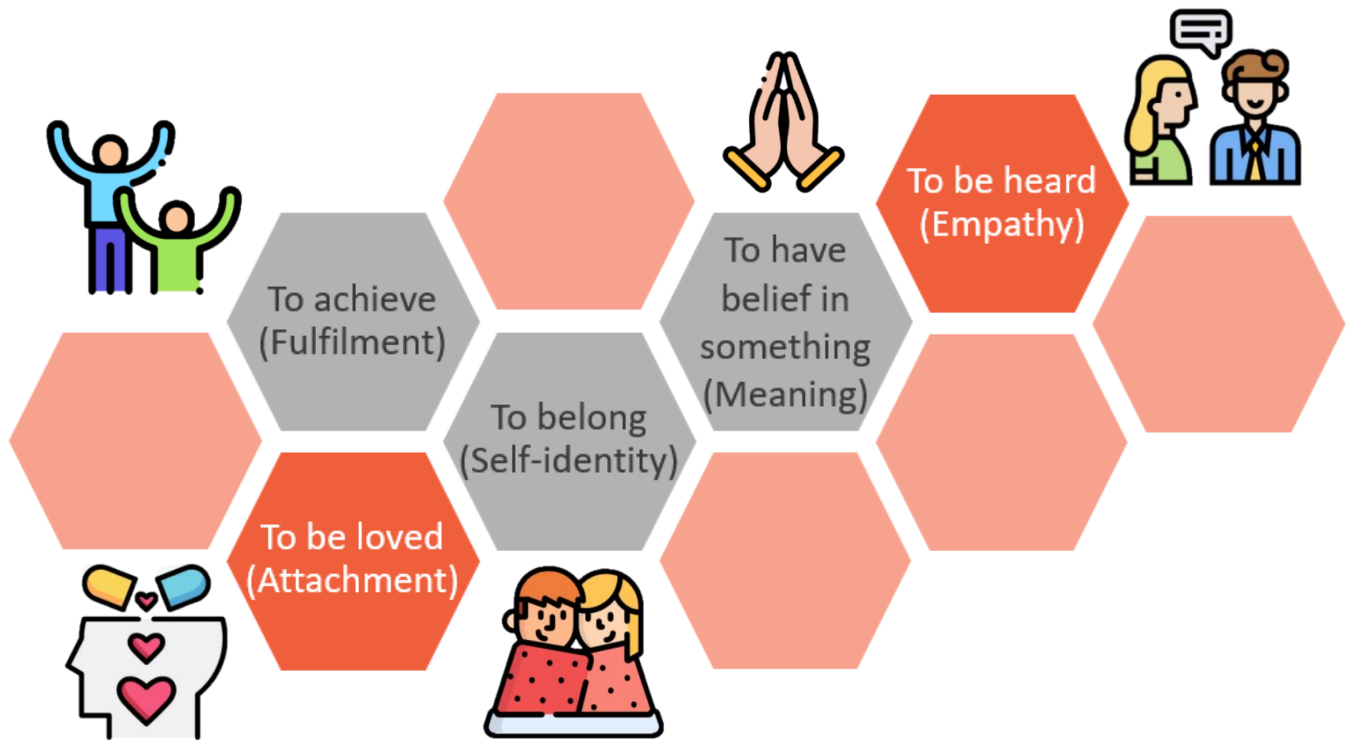 To achieve
(Fulfilment)
To be loved
(Attachment)
To belong
(Self-identity)
To have
belief in
something
(Meaning)
To be heard
(Empathy)